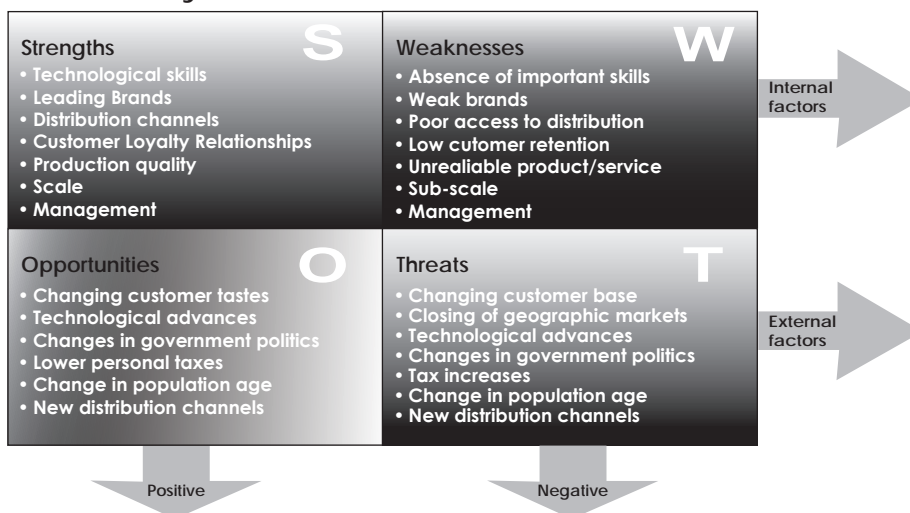 Strengths
S
• Technological skills
• Leading Brands
• Distribution channels
• Customer Loyalty Relationships
• Production quality
• Scale
• Management
Weaknesses
W
• Absence of important skills
• Weak brands
• Poor access to distribution
• Low cutomer retention
• Unrealiable product/service
• Sub-scale
• Management
Internal
factors
Opportunities
O
• Changing customer tastes
• Technological advances
• Changes in government politics
• Lower personal taxes
• Change in population age
• New distribution channels
Threats
T
• Changing customer base
• Closing of geographic markets
• Technological advances
• Changes in government politics
• Tax increases
• Change in population age
• New distribution channels
External
factors
Positive
Negative